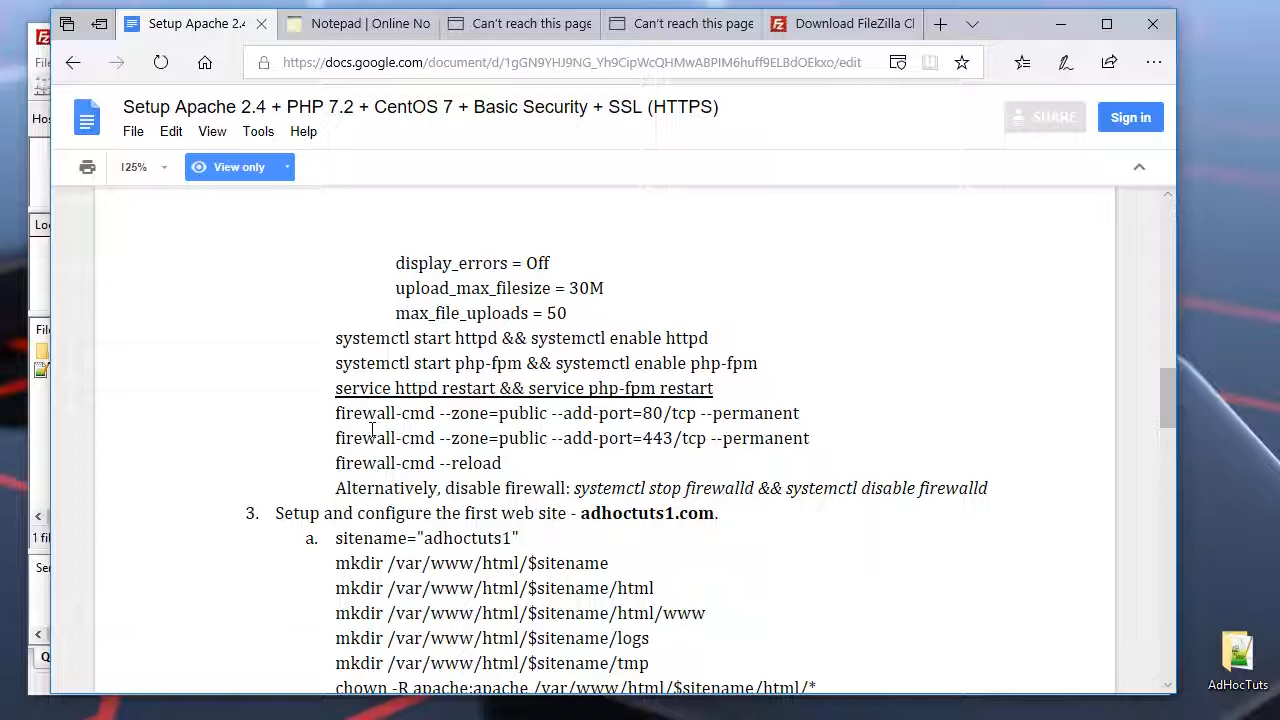 Setup Apache 2.4
Notepad | Online No
Can't reach this page
Can't reach this page
Download FileZilla Cl
https://docs.google.com/document/d/1gGN9YHJ9NG_Yh9CipWcQHMwABPIM6huff9ELBdOEkxo/edit
Setup Apache 2.4 + PHP 7.2 + CentOS 7 + Basic Security + SSL (HTTPS)
File Edit View Tools Help
SHARE
Sign in
125%
View only
display_errors = Off
upload_max_filesize = 30M
max_file_uploads = 50
systemctl start httpd && systemctl enable httpd
systemctl start php-fpm && systemctl enable php-fpm
service httpd restart && service php-fpm restart
firewall-cmd --zone=public --add-port=80/tcp --permanent
firewall-cmd --zone=public --add-port=443/tcp --permanent
firewall-cmd --reload
Alternatively, disable firewall: systemctl stop firewalld && systemctl disable firewalld
3. Setup and configure the first web site - adhoctuts1.com.
a. sitename="adhoctuts1"
mkdir /var/www/html/$sitename
mkdir /var/www/html/$sitename/html
mkdir /var/www/html/$sitename/html/www
mkdir /var/www/html/$sitename/logs
mkdir /var/www/html/$sitename/tmp
chown -R apache:apache /var/www/html/$sitename/html/*
Fi
Hos
Loc
File
1 fil
Se
Q
AdHocTuts